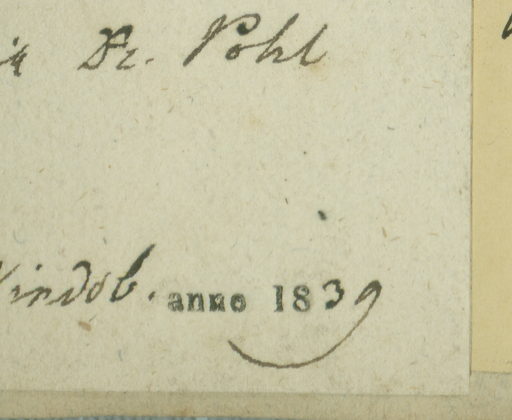 Dr. Pohl
Vindob. anno 1839